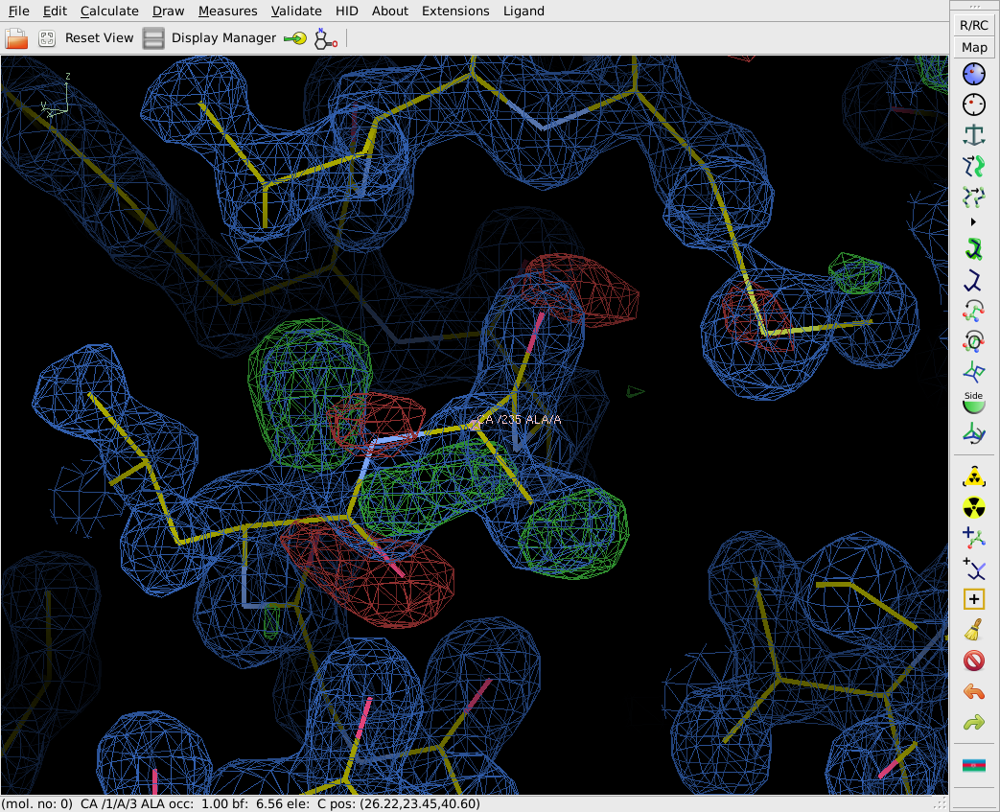 File Edit Calculate Draw Measures Validate HID About Extensions Ligand
Reset View Display Manager
R/RC
Map
Z
Y
CA /235 ALA/A
Side
(mol. no: 0) CA /1/A/3 ALA occ: 1.00 bf: 6.56 ele: C pos: (26.22,23.45,40.60)